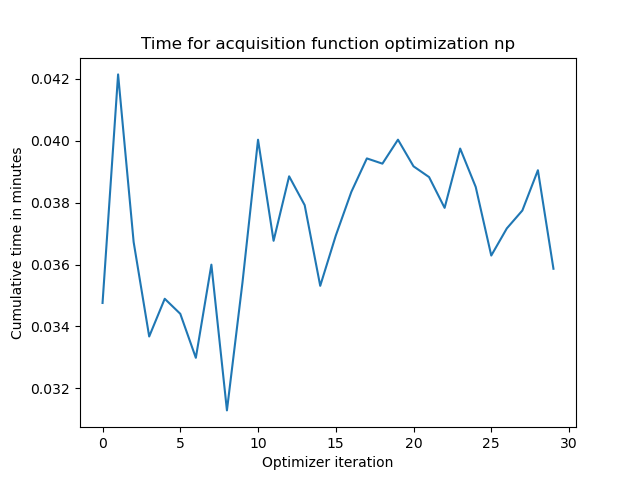 Time for acquisition function optimization np
Cumulative time in minutes
0.042
0.040
0.038
0.036
0.034
0.032
0 5 10 15 20 25 30
Optimizer iteration